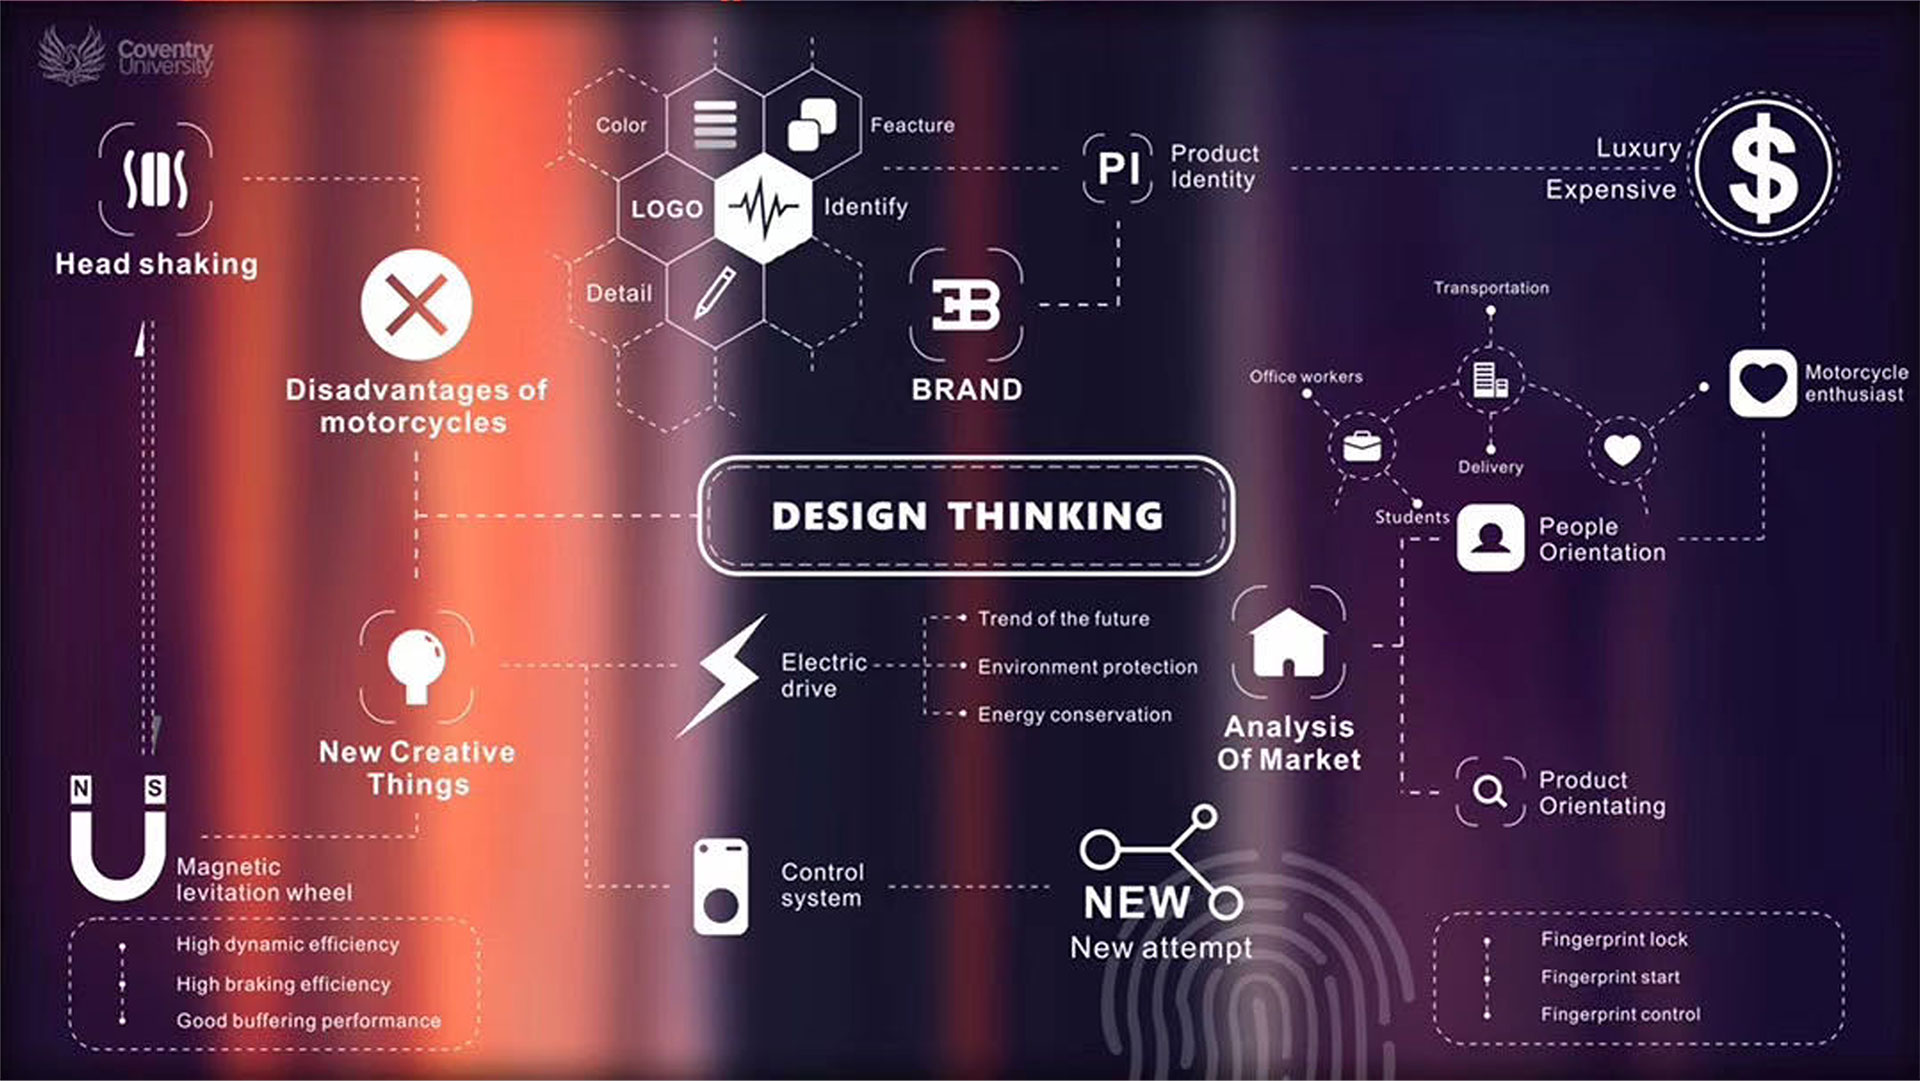 Coventry
University
Head shaking
Disadvantages of
motorcycles
Color
Feacture
LOGO
Identify
Detail
PI
Product
Identity
BRAND
Luxury
Expensive
$
Transportation
Office workers
Delivery
Students
Motorcycle
enthusiast
People
Orientation
DESIGN THINKING
New Creative
Things
Electric
drive
Trend of the future
Environment protection
Energy conservation
Analysis
Of Market
Product
Orientating
N
S
Magnetic
levitation wheel
High dynamic efficiency
High braking efficiency
Good buffering performance
Control
system
NEW
New attempt
Fingerprint lock
Fingerprint start
Fingerprint control